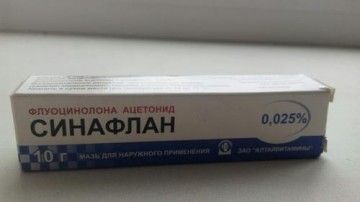 ФЛУОЦИНОЛОНА АЦЕТОНИД
СИНАФЛАН
0,025%
10 г
МАЗЬ ДЛЯ НАРУЖНОГО ПРИМЕНЕНИЯ
ЗАО "АЛТАЙВИТАМИНЫ"